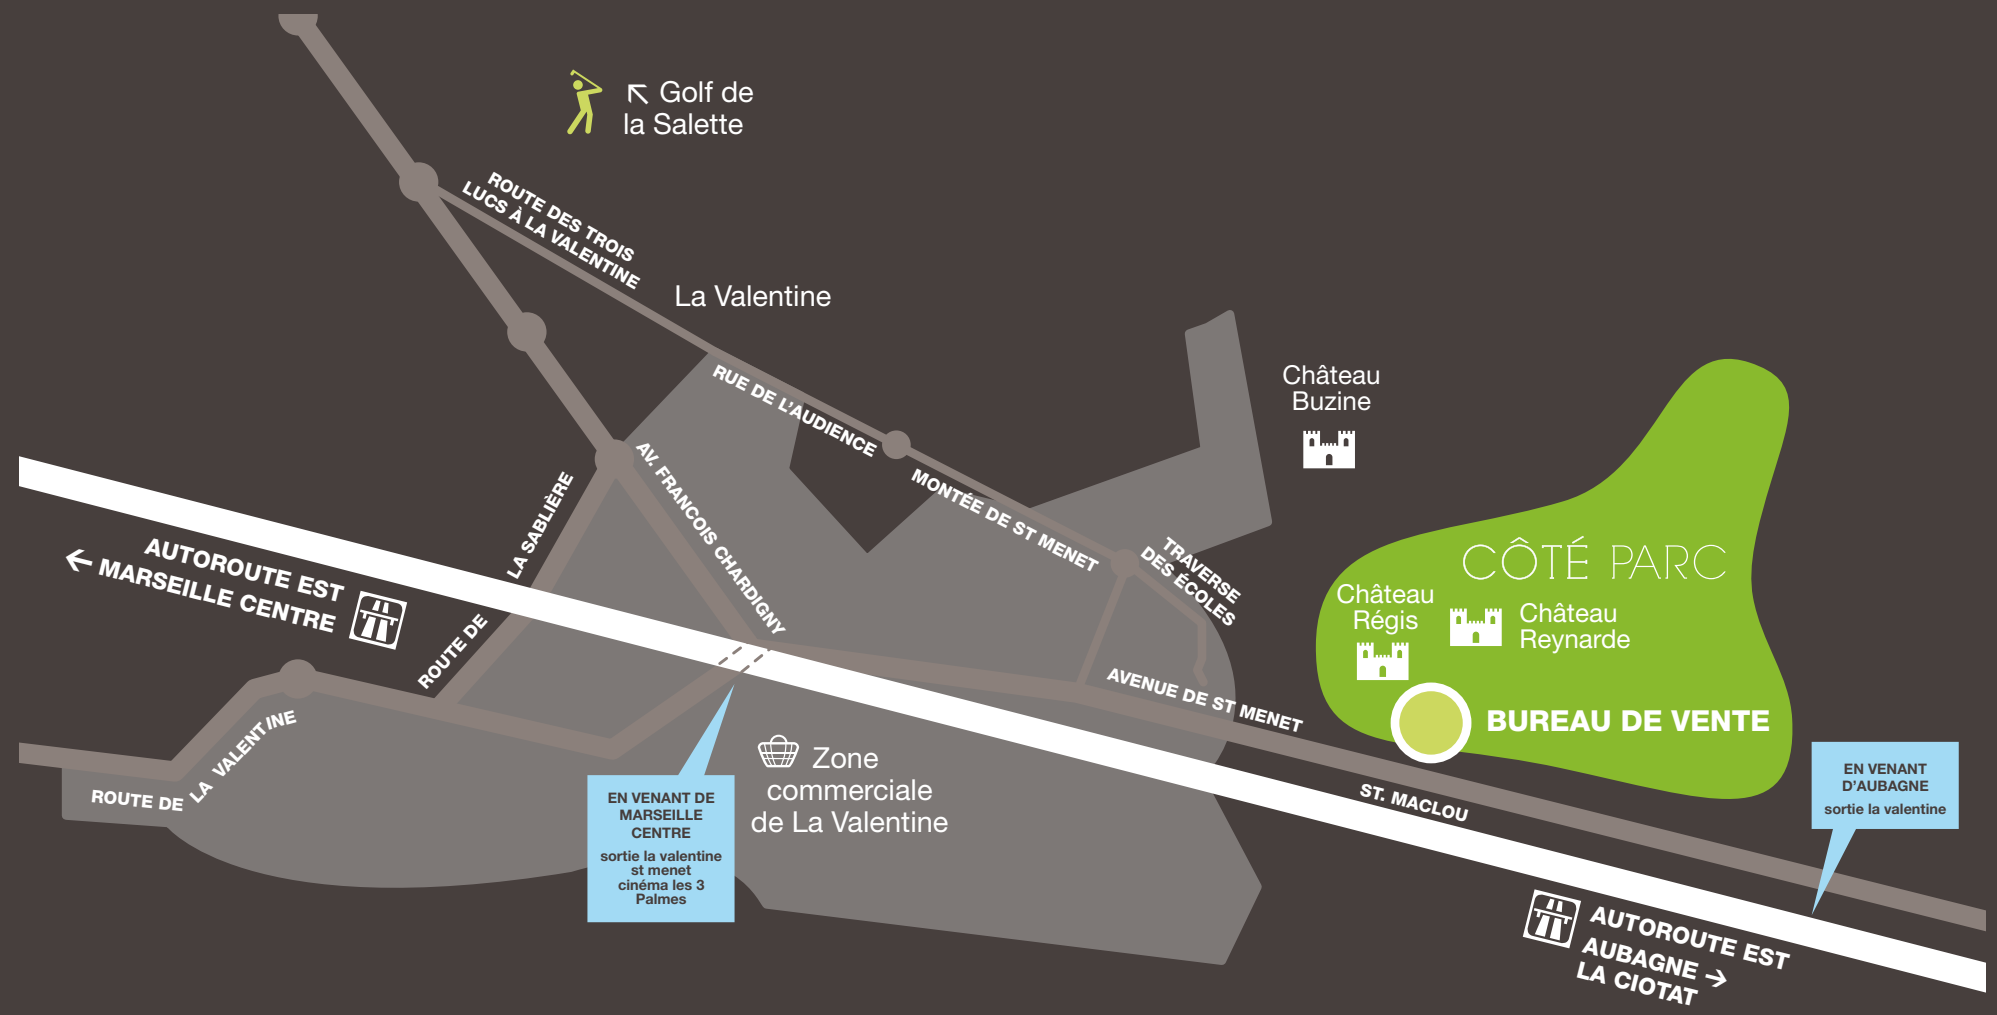 Golf de
la Salette
ROUTE DES TROIS
LUCS À LA VALENTINE
La Valentine
RUE DE L'AUDIENCE
Château
Buzine
AV. FRANCOIS CHARDIGNY
MONTÉE DE ST MENET
TRAVERSE
DES ÉCOLES
ROUTE DE LA SABLIÈRE
AUTOROUTE EST
← MARSEILLE CENTRE
CÔTÉ PARC
Château
Régis
Château
Reynarde
AVENUE DE ST MENET
BUREAU DE VENTE
ROUTE DE LA VALENTINE
Zone
commerciale
de La Valentine
EN VENANT DE
MARSEILLE
CENTRE
sortie la valentine
st menet
cinéma les 3
Palmes
ST. MACLOU
EN VENANT
D'AUBAGNE
sortie la valentine
AUTOROUTE EST
AUBAGNE →
LA CIOTAT